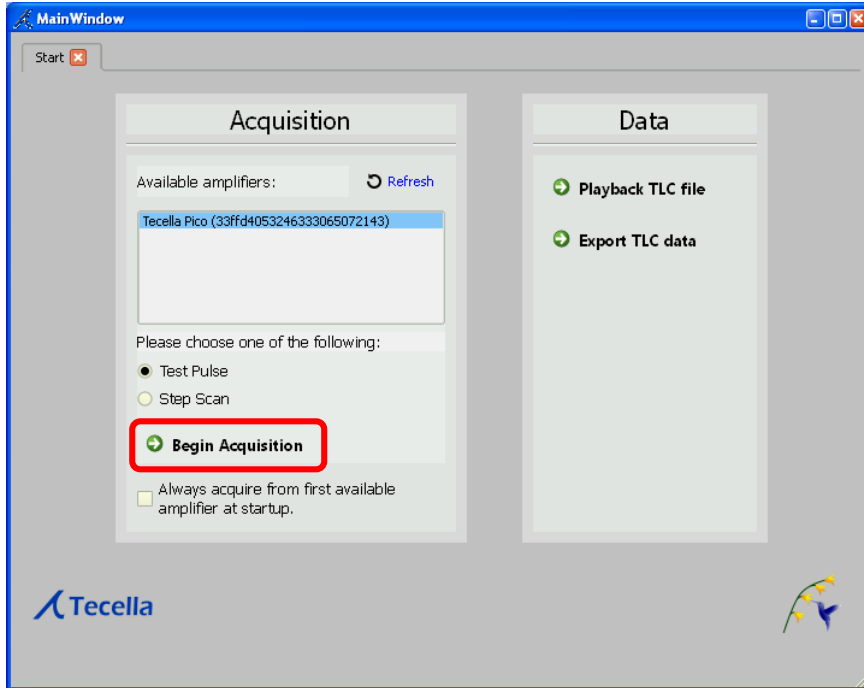 MainWindow
Start
Acquisition
Available amplifiers:
Refresh
Tecella Pico (33ffd4053246333065072143)
Please choose one of the following:
Test Pulse
Step Scan
Begin Acquisition
Always acquire from first available
amplifier at startup.
Data
Playback TLC file
Export TLC data
Tecella